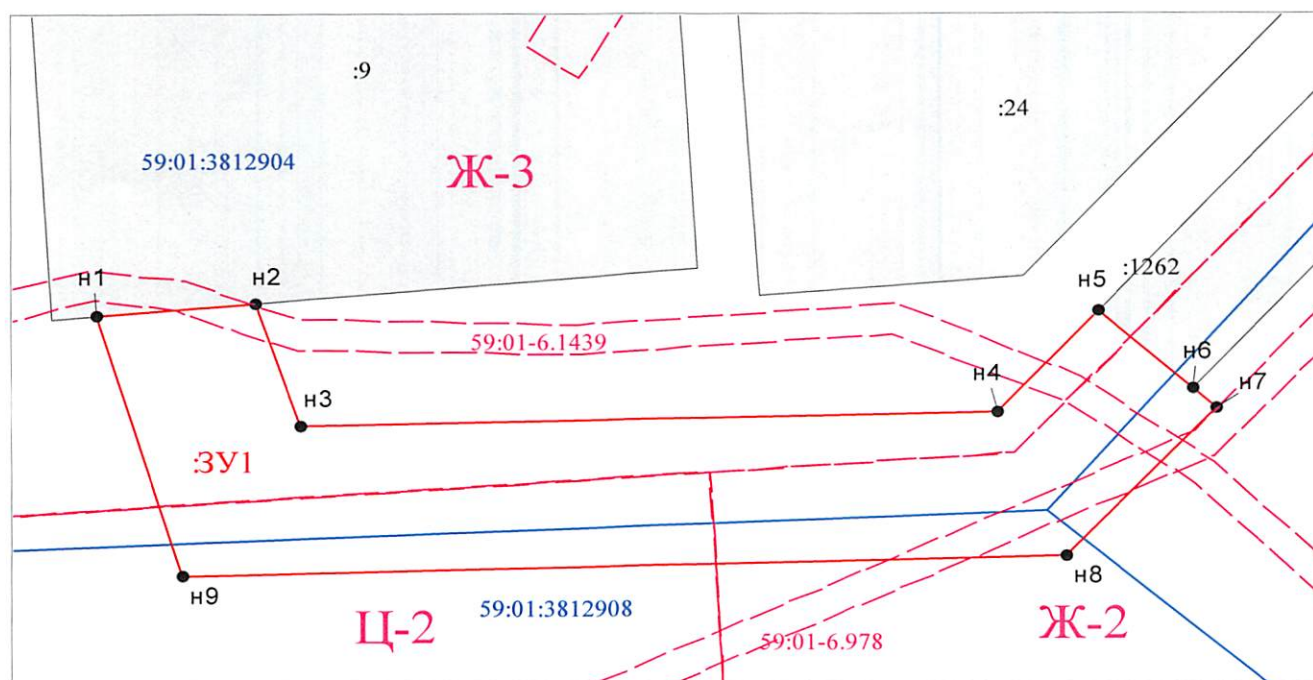 :9
:24
59:01:3812904
Ж-3
:1262
н1
н2
н5
59:01-6.1439
н6
н4
н7
н3
:ЗУ1
н8
н9
59:01:3812908
Ц-2
Ж-2
59:01-6.978